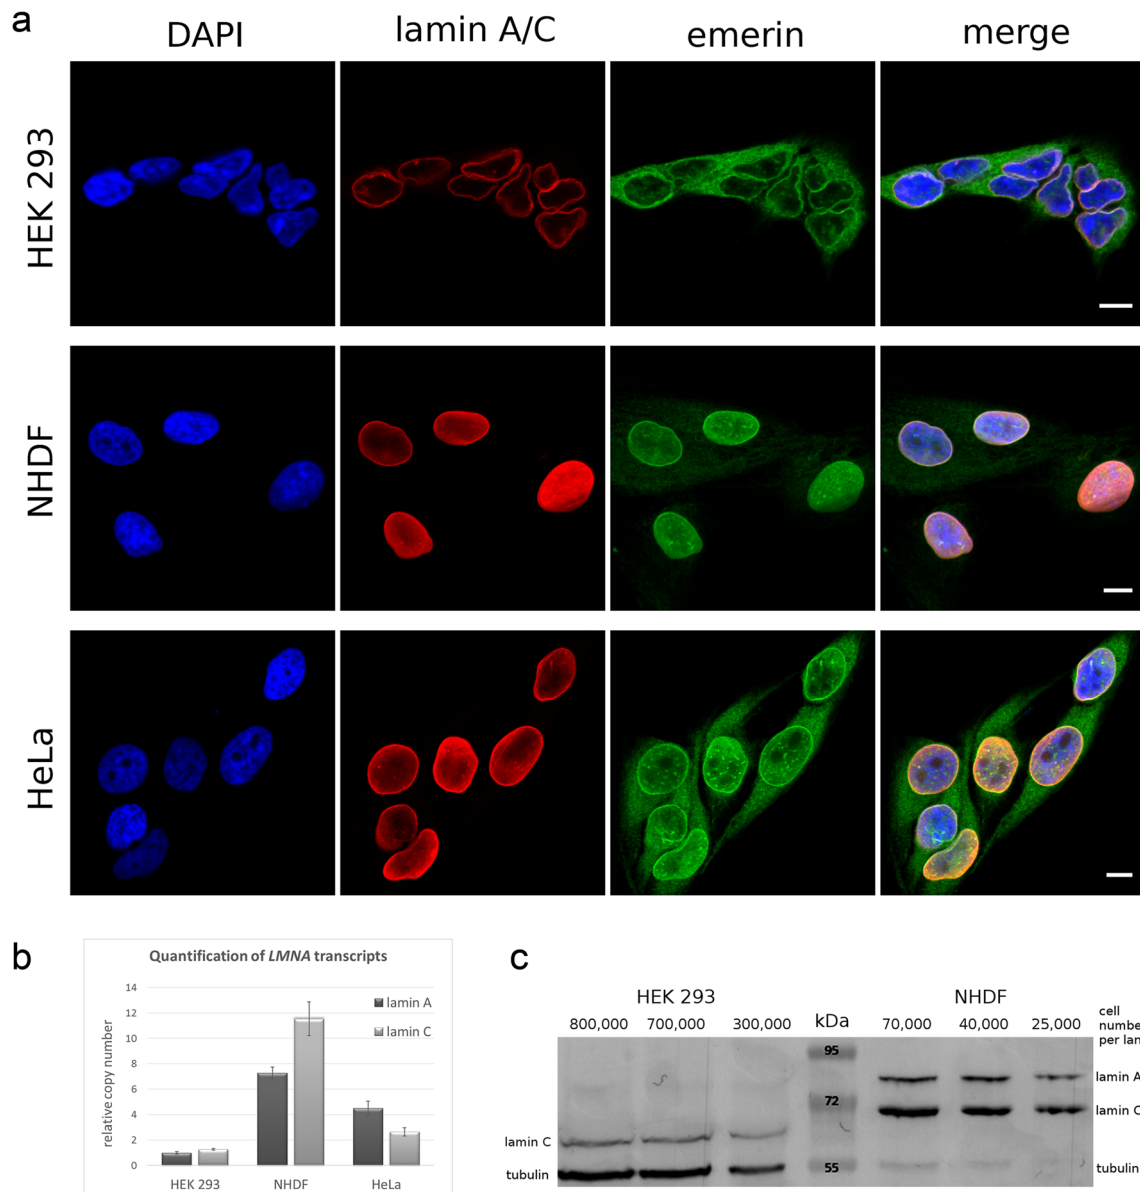 a
DAPI
lamin A/C
emerin
merge
HEK 293
NHDF
HeLa
b
Quantification of LMNA transcripts
14
12
10
8
6
4
2
0
relative copy number
lamin A
lamin C
HEK 293
NHDF
HeLa
c
HEK 293
NHDF
800,000
700,000
300,000
kDa
70,000
40,000
25,000
cell
numbe
per lan
95
72
55
lamin A
lamin C
tubulin
lamin C
tubulin